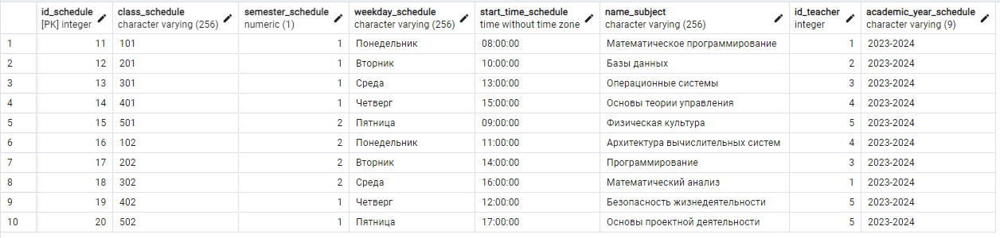 id_schedule class_schedule semester_schedule weekday_schedule start_time_schedule name_subject id_teacher academic_year_schedule
[PK] integer character varying (256) numeric (1) character varying (256) time without time zone character varying (256) integer character varying (9)
1 11 101 1 Понедельник 08:00:00 Математическое программирование 1 2023-2024
2 12 201 1 Вторник 10:00:00 Базы данных 2 2023-2024
3 13 301 1 Среда 13:00:00 Операционные системы 3 2023-2024
4 14 401 1 Четверг 15:00:00 Основы теории управления 4 2023-2024
5 15 501 2 Пятница 09:00:00 Физическая культура 5 2023-2024
6 16 102 2 Понедельник 11:00:00 Архитектура вычислительных систем 4 2023-2024
7 17 202 2 Вторник 14:00:00 Программирование 3 2023-2024
8 18 302 2 Среда 16:00:00 Математический анализ 1 2023-2024
9 19 402 1 Четверг 12:00:00 Безопасность жизнедеятельности 5 2023-2024
10 20 502 1 Пятница 17:00:00 Основы проектной деятельности 5 2023-2024